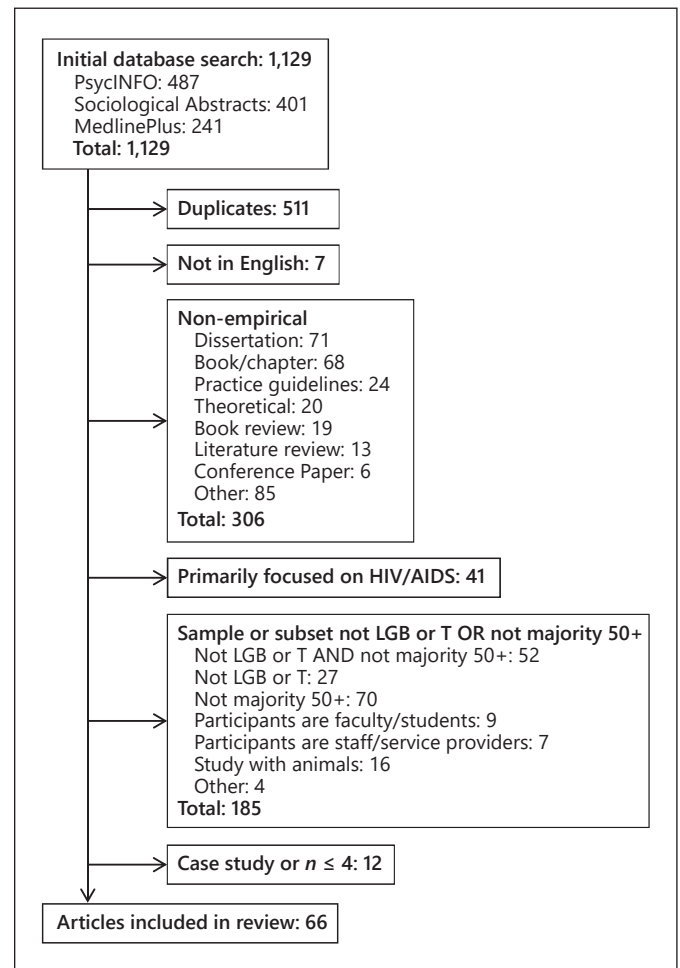 Initial database search: 1,129
PsycINFO: 487
Sociological Abstracts: 401
MedlinePlus: 241
Total: 1,129
Duplicates: 511
Not in English: 7
Non-empirical
Dissertation: 71
Book/chapter: 68
Practice guidelines: 24
Theoretical: 20
Book review: 19
Literature review: 13
Conference Paper: 6
Other: 85
Total: 306
Primarily focused on HIV/AIDS: 41
Sample or subset not LGB or T OR not majority 50+
Not LGB or T AND not majority 50+: 52
Not LGB or T: 27
Not majority 50+: 70
Participants are faculty/students: 9
Participants are staff/service providers: 7
Study with animals: 16
Other: 4
Total: 185
Case study or n ≤ 4: 12
Articles included in review: 66